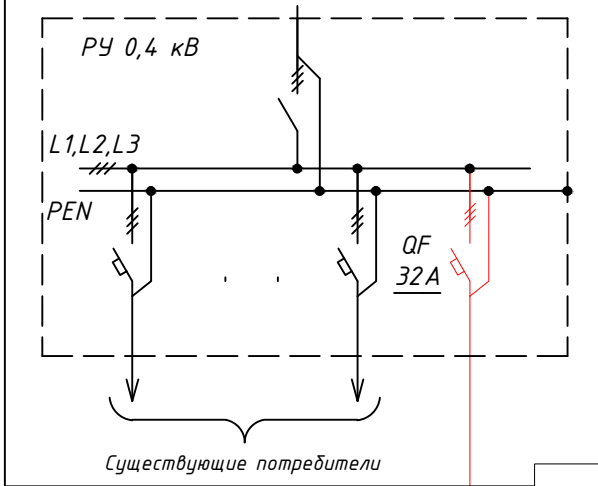 РУ 0,4 кВ
L1,L2,L3
PEN
QF
32А
Существующие потребители